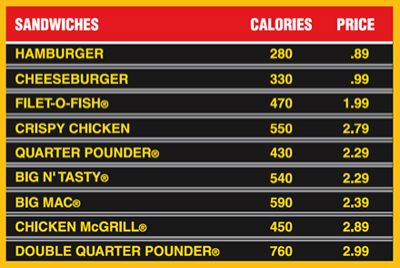 SANDWICHES CALORIES PRICE
HAMBURGER 280 .89
CHEESEBURGER 330 .99
FILET-O-FISH® 470 1.99
CRISPY CHICKEN 550 2.79
QUARTER POUNDER® 430 2.29
BIG N' TASTY® 540 2.29
BIG MAC® 590 2.39
CHICKEN McGRILL® 450 2.89
DOUBLE QUARTER POUNDER® 760 2.99